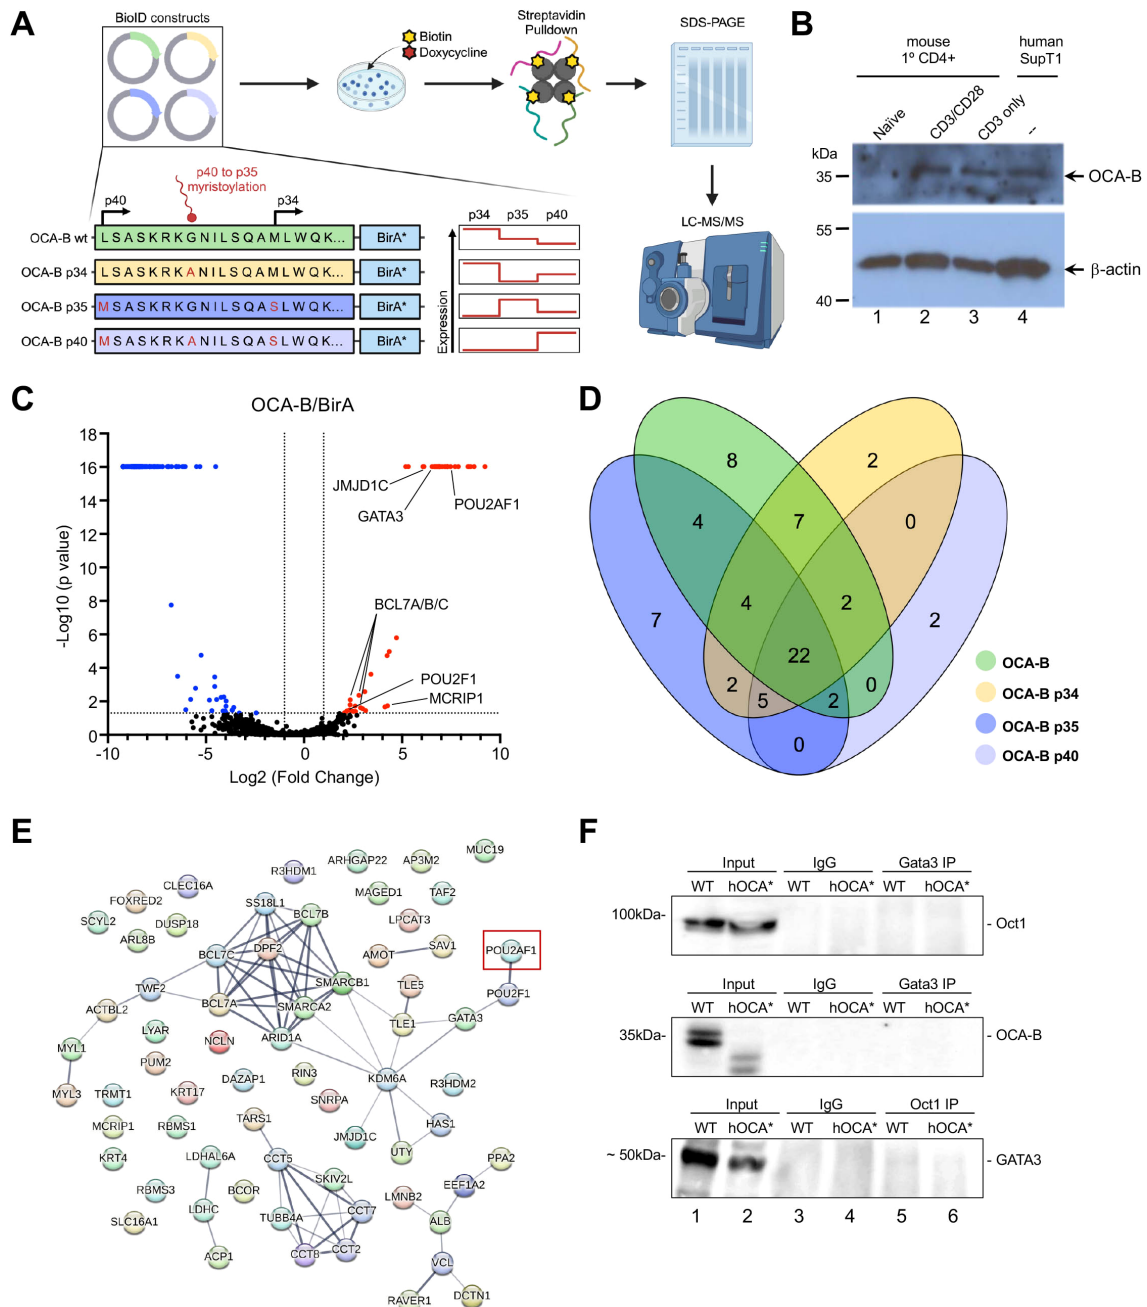 A
BioID constructs
Biotin
Doxycycline
Streptavidin
Pulldown
SDS-PAGE
LC-MS/MS
p40 to p35
myristoylation
p40
p34
OCA-B wt
LSASKRKGNILSQAMLWQK...
BirA*
OCA-B p34
LSASKRKANILSQAMLWQK...
BirA*
OCA-B p35
MSASKRKGNILSQASLWQK...
BirA*
OCA-B p40
MSASKRKANILSQASLWQK...
BirA*
Expression
p34 p35 p40
B
mouse
1º CD4+
human
SupT1
Naïve
CD3/CD28
CD3 only
--
kDa
35
OCA-B
55
40
β-actin
1 2 3 4
C
OCA-B/BirA
-Log10 (p value)
18
16
14
12
10
8
6
4
2
0
-10 -5 0 5 10
Log2 (Fold Change)
JMJD1C
GATA3
POU2AF1
BCL7A/B/C
POU2F1
MCRIP1
D
8
2
4
7
0
7
4
2
2
22
2
5
2
0
0
OCA-B
OCA-B p34
OCA-B p35
OCA-B p40
E
MUC19
ARHGAP22
AP3M2
R3HDM1
CLEC16A
MAGED1
TAF2
FOXRED2
SS18L1
BCL7B
LPCAT3
SCYL2
DUSP18
ARL8B
DPF2
BCL7C
AMOT
SAV1
POU2AF1
TWF2
SMARCB1
TLE5
POU2F1
ACTBL2
BCL7A
SMARCA2
TLE1
GATA3
LYAR
NCLN
ARID1A
MYL1
PUM2
RIN3
KDM6A
R3HDM2
DAZAP1
MYL3
TRMT1
KRT17
SNRPA
TARS1
HAS1
MCRIP1
RBMS1
JMJD1C
UTY
KRT4
LDHAL6A
CCT5
PPA2
SKIV2L
EEF1A2
RBMS3
BCOR
LMNB2
LDHC
TUBB4A
CCT7
ALB
SLC16A1
ACP1
CCT8
CCT2
VCL
RAVER1
DCTN1
F
Input IgG Gata3 IP
WT hOCA* WT hOCA* WT hOCA*
100kDa-
- Oct1
Input IgG Gata3 IP
WT hOCA* WT hOCA* WT hOCA*
35kDa-
- OCA-B
Input IgG Oct1 IP
WT hOCA* WT hOCA* WT hOCA*
~ 50kDa-
- GATA3
1 2 3 4 5 6